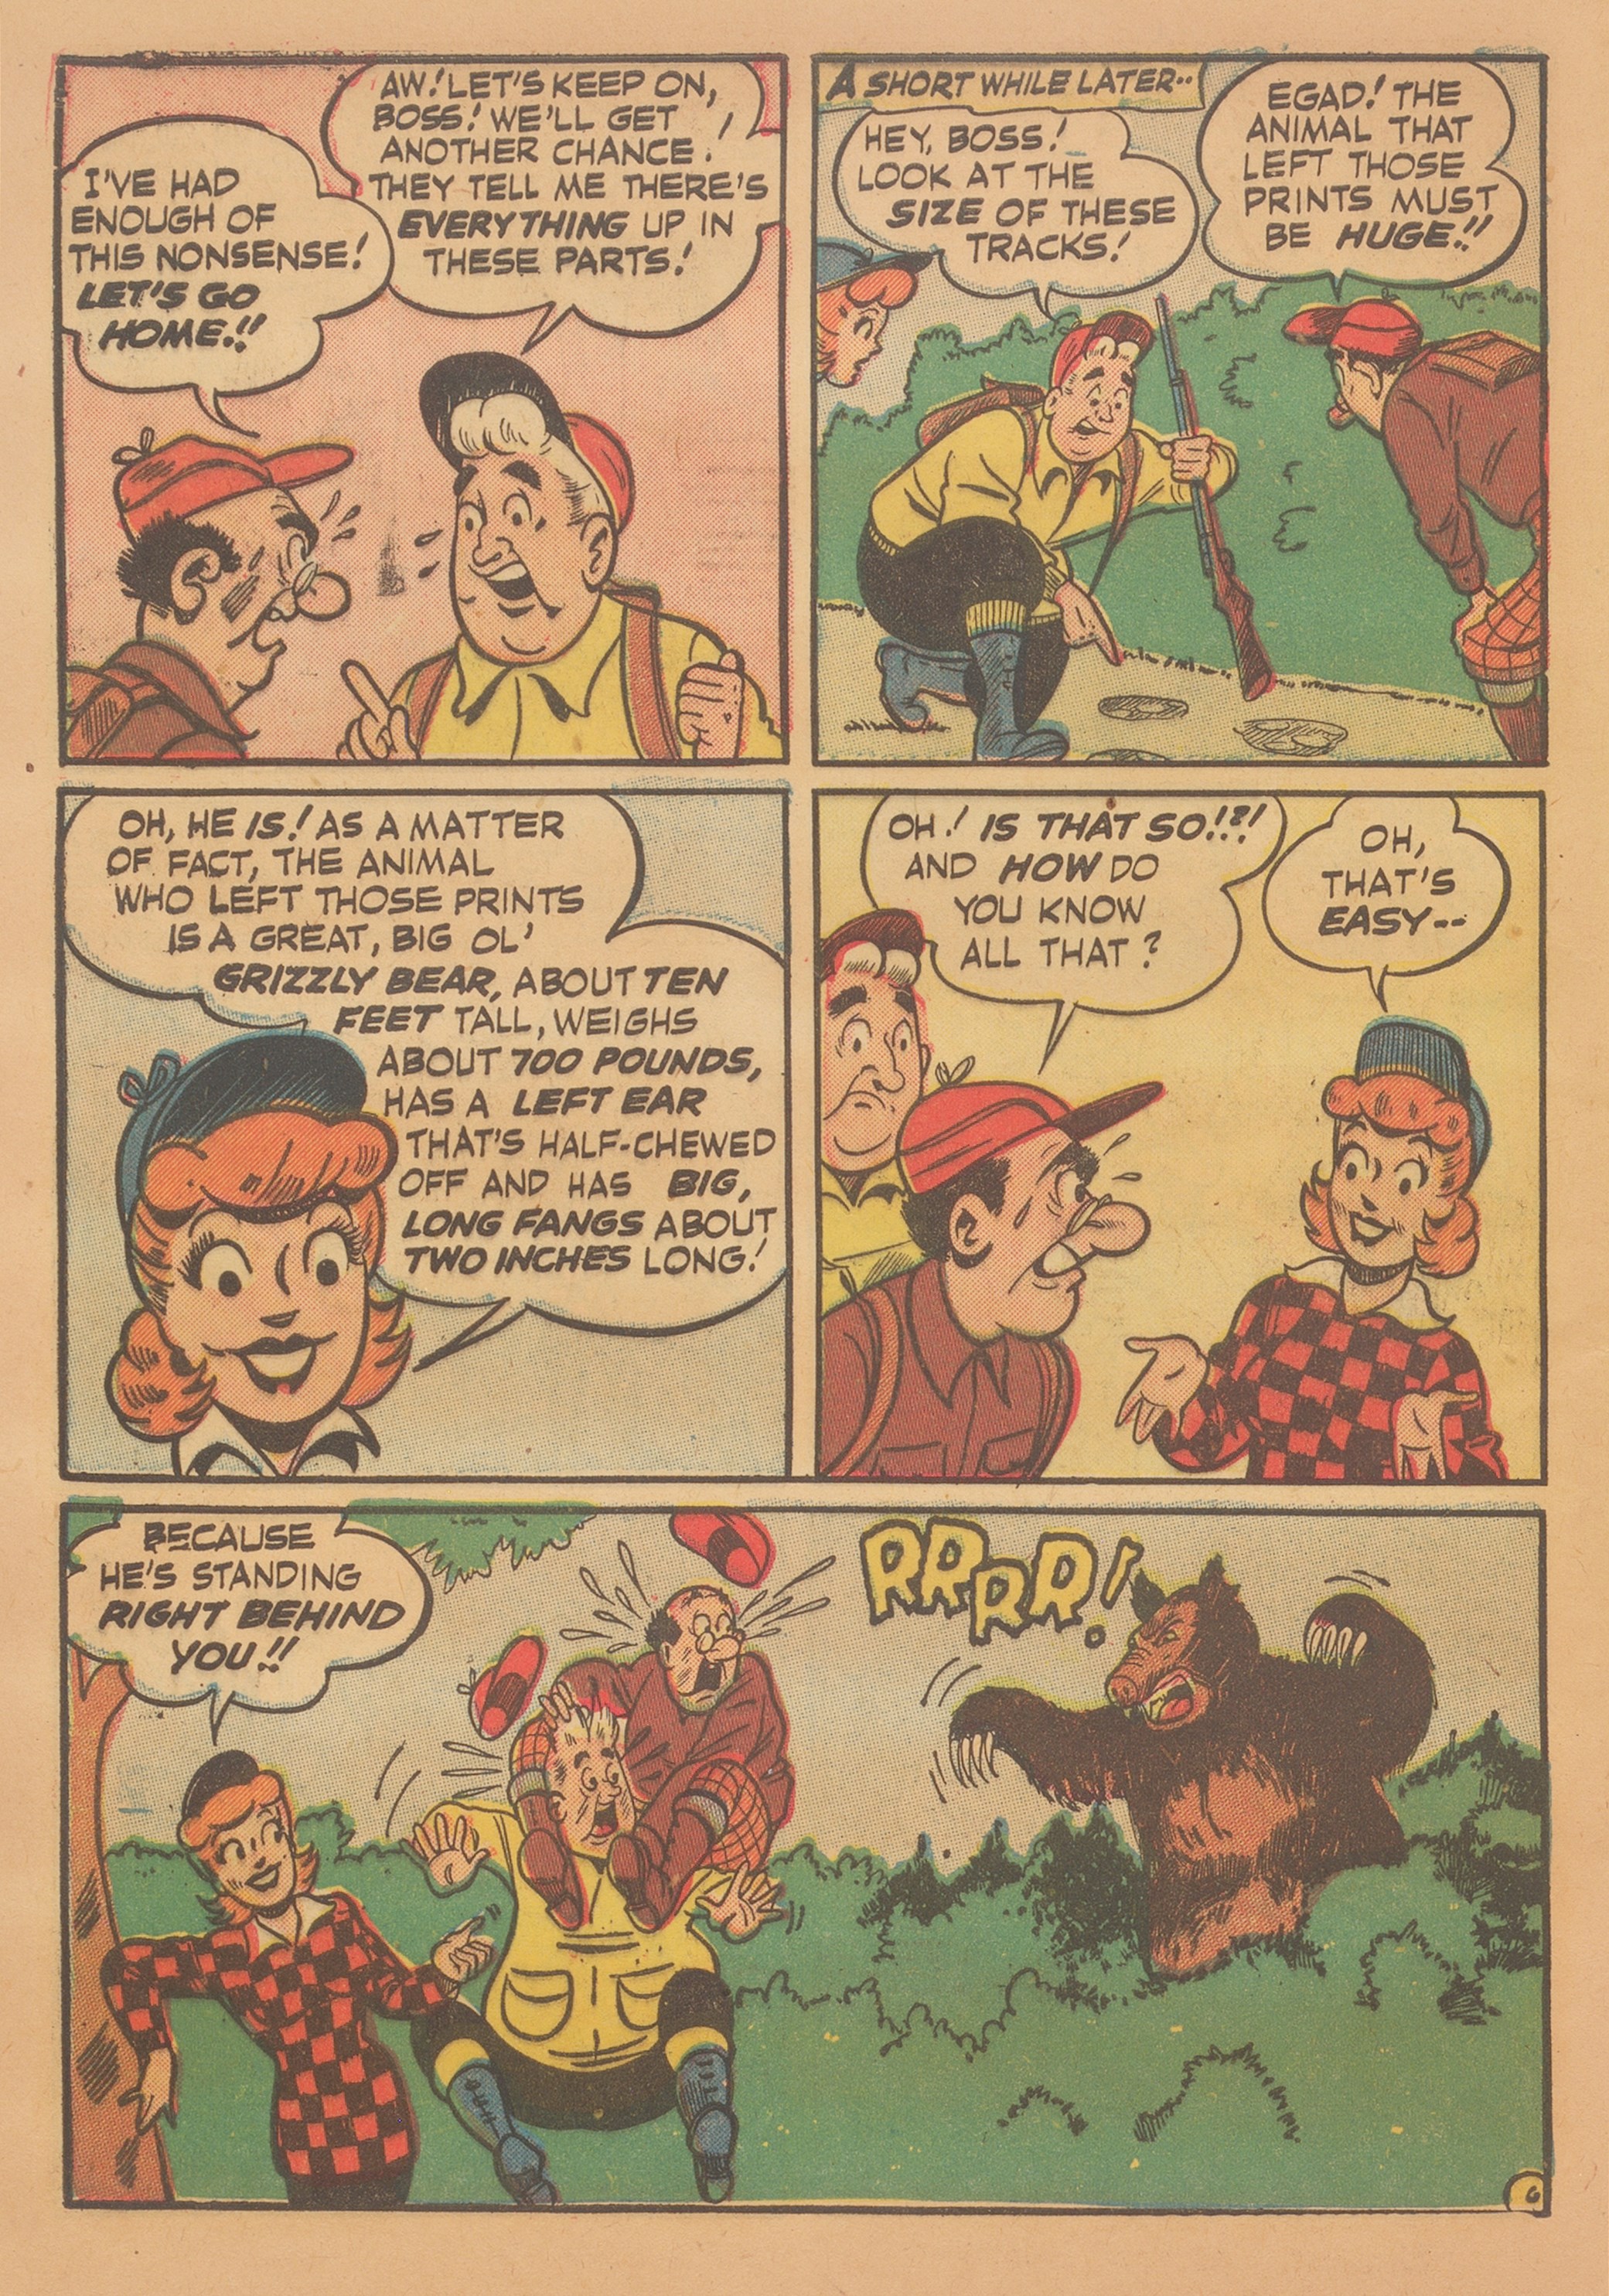 I'VE HAD
ENOUGH OF
THIS NONSENSE!
LET'S GO
HOME!!
AW! LET'S KEEP ON,
BOSS! WE'LL GET
ANOTHER CHANCE!
THEY TELL ME THERE'S
EVERYTHING UP IN
THESE PARTS!
A SHORT WHILE LATER--
HEY, BOSS!
LOOK AT THE
SIZE OF THESE
TRACKS!
EGAD! THE
ANIMAL THAT
LEFT THOSE
PRINTS MUST
BE HUGE!!
OH, HE IS! AS A MATTER
OF FACT, THE ANIMAL
WHO LEFT THOSE PRINTS
IS A GREAT, BIG OL'
GRIZZLY BEAR, ABOUT TEN
FEET TALL, WEIGHS
ABOUT 700 POUNDS,
HAS A LEFT EAR
THAT'S HALF-CHEWED
OFF AND HAS BIG,
LONG FANGS ABOUT
TWO INCHES LONG!
OH! IS THAT SO!?!
AND HOW DO
YOU KNOW
ALL THAT?
OH,
THAT'S
EASY--
BECAUSE
HE'S STANDING
RIGHT BEHIND
YOU!!
RRRR!
6